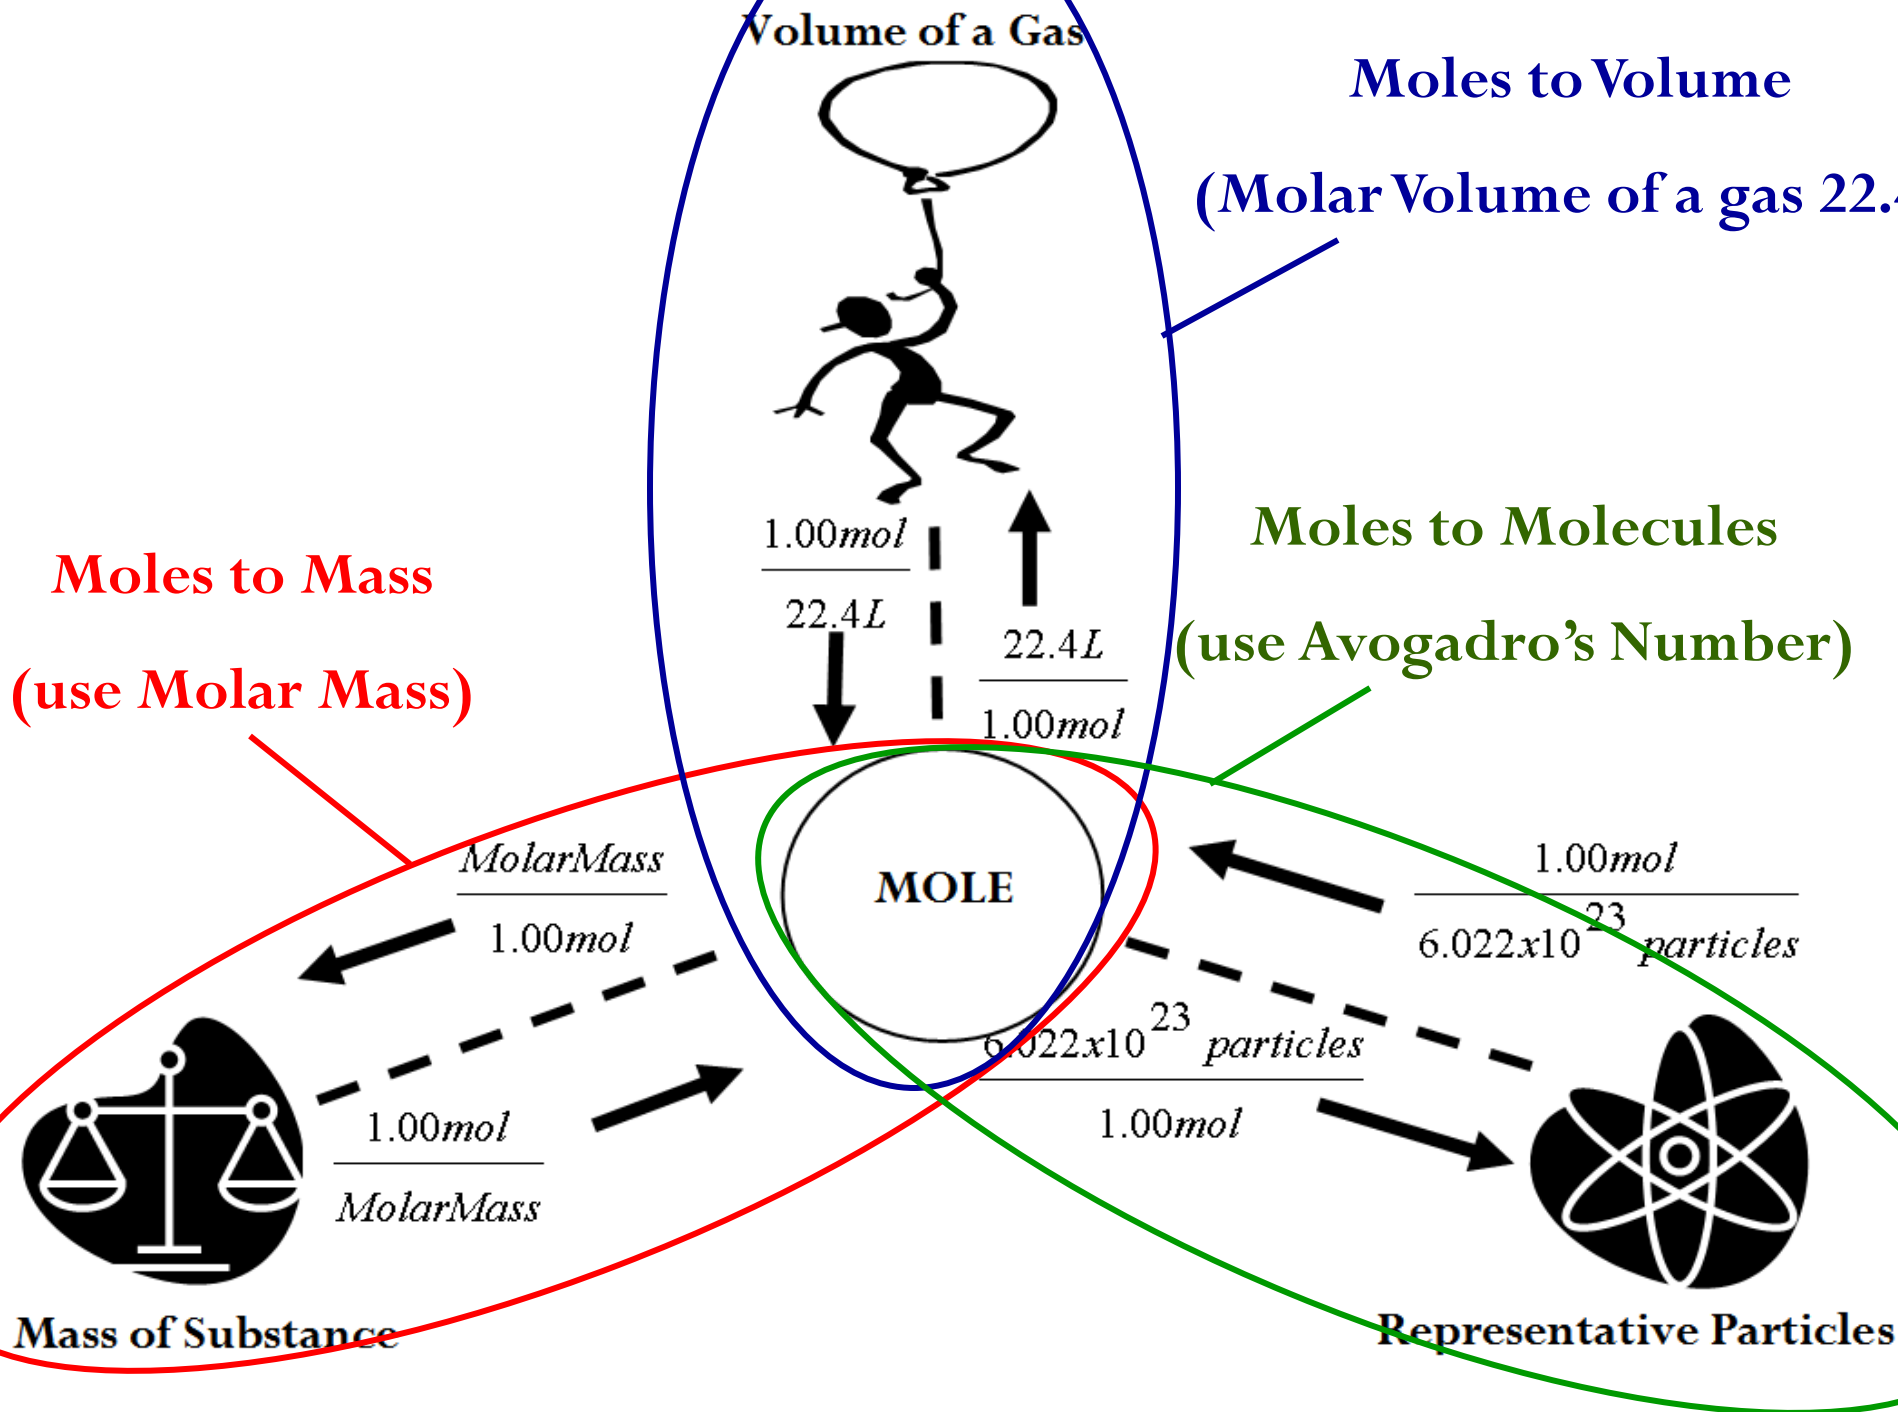 Volume of a Gas
Moles to Volume
(Molar Volume of a gas 22.
1.00mol
22.4L
22.4L
1.00mol
Moles to Mass
(use Molar Mass)
Moles to Molecules
(use Avogadro's Number)
MolarMass
1.00mol
MOLE
1.00mol
6.022x10^23 particles
6.022x10^23 particles
1.00mol
1.00mol
MolarMass
Mass of Substance
Representative Particles